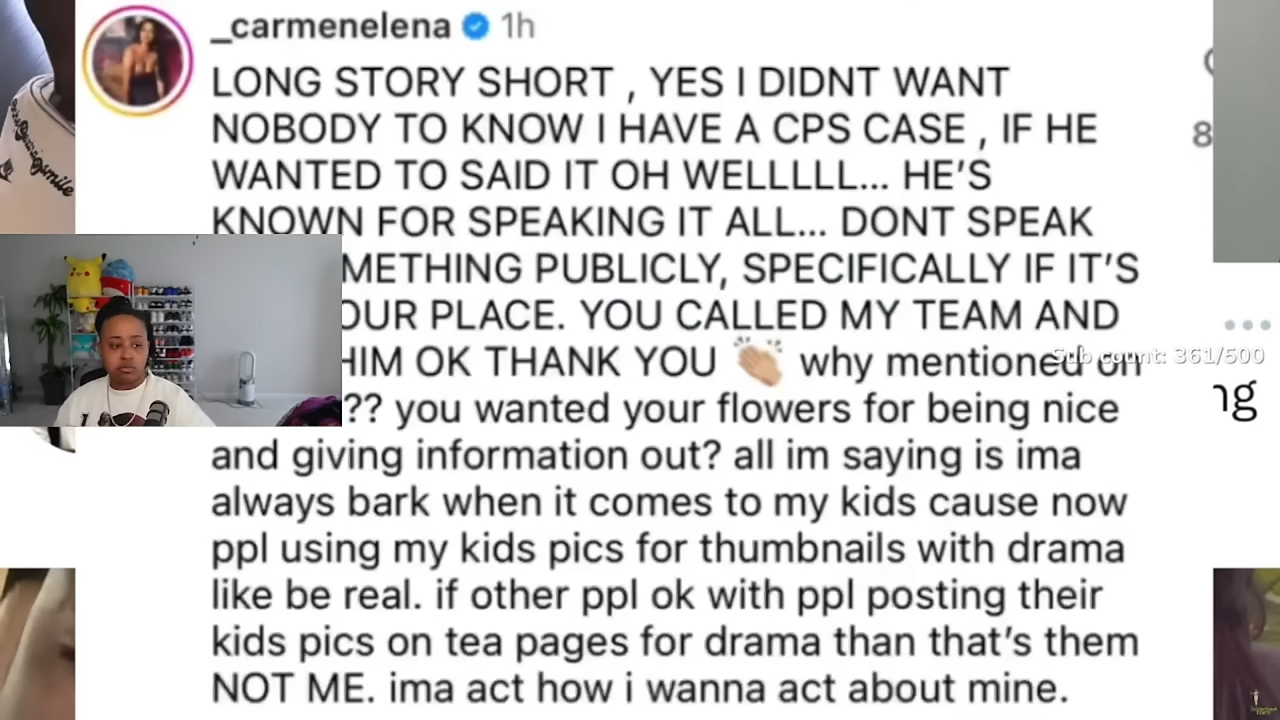 _carmenelena 1h
LONG STORY SHORT , YES I DIDNT WANT
NOBODY TO KNOW I HAVE A CPS CASE , IF HE
WANTED TO SAID IT OH WELLLLL... HE'S
KNOWN FOR SPEAKING IT ALL... DONT SPEAK
METHING PUBLICLY, SPECIFICALLY IF IT'S
OUR PLACE. YOU CALLED MY TEAM AND
HIM OK THANK YOU 👏🏼 why mentioned on
?? you wanted your flowers for being nice
and giving information out? all im saying is ima
always bark when it comes to my kids cause now
ppl using my kids pics for thumbnails with drama
like be real. if other ppl ok with ppl posting their
kids pics on tea pages for drama than that's them
NOT ME. ima act how i wanna act about mine.
Sub count: 361/500
ng
8